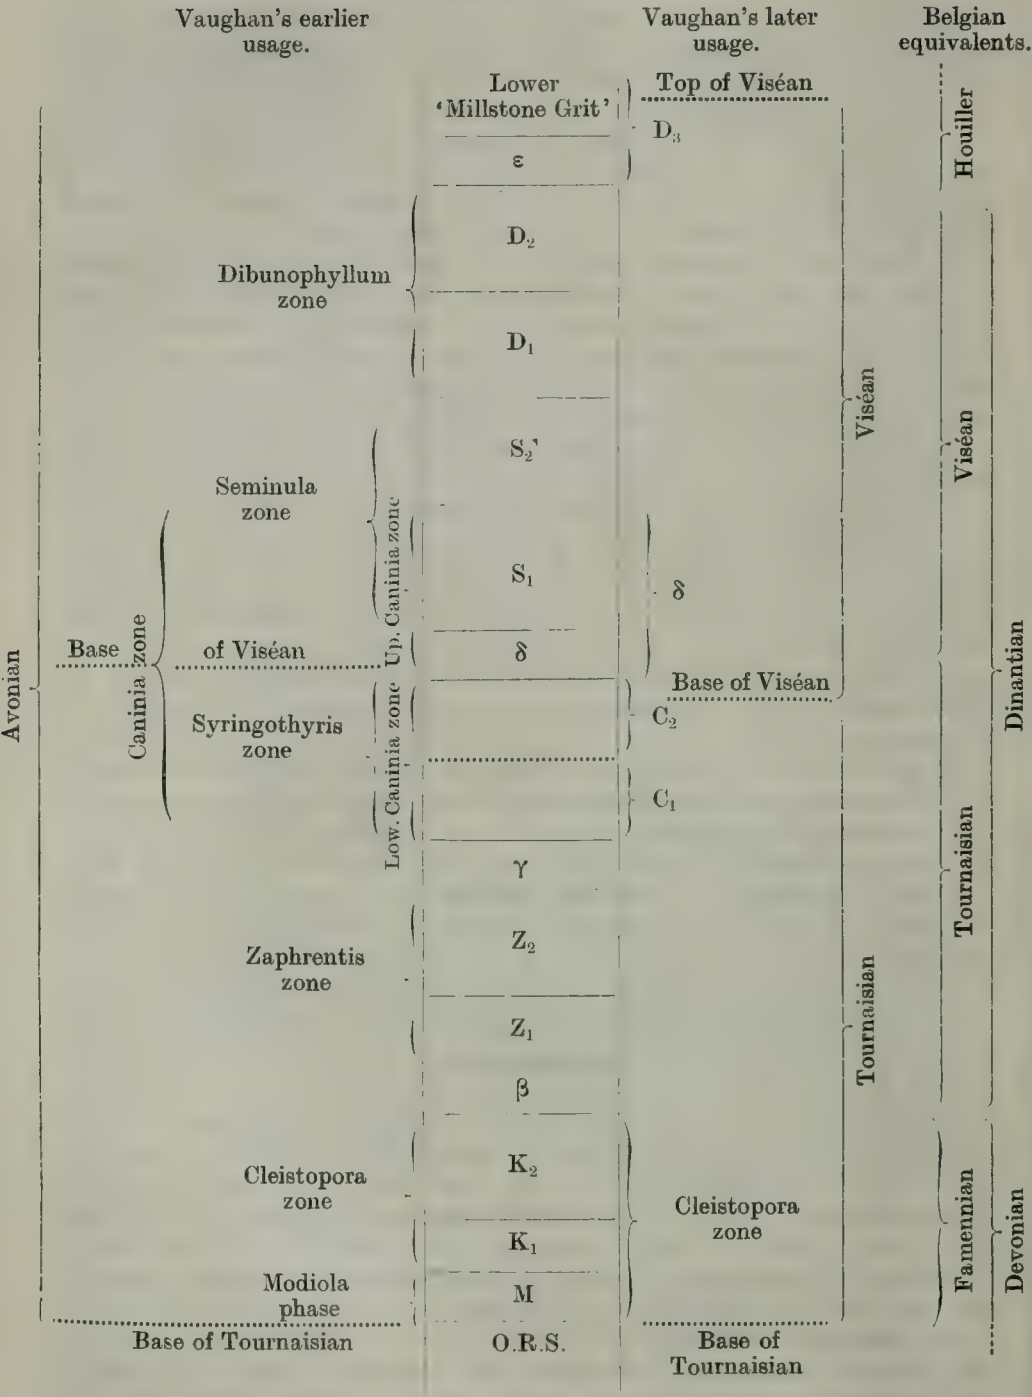 Vaughan's earlier
usage.
Vaughan's later
usage.
Belgian
equivalents.
Lower
'Millstone Grit'
Top of Viséan
D₃
ε
Houiller
D₂
Dibunophyllum
zone
D₁
Viséan
Viséan
S₂'
Seminula
zone
Up. Caninia zone
S₁
δ
Avonian
Base
Caninia zone
of Viséan
δ
Base of Viséan
Dinantian
Syringothyris
zone
Low. Caninia zone
C₂
C₁
γ
Tournaisian
Zaphrentis
zone
Z₂
Z₁
Tournaisian
β
Cleistopora
zone
K₂
Cleistopora
zone
K₁
Famennian
Devonian
Modiola
phase
M
Base of Tournaisian
O.R.S.
Base of
Tournaisian